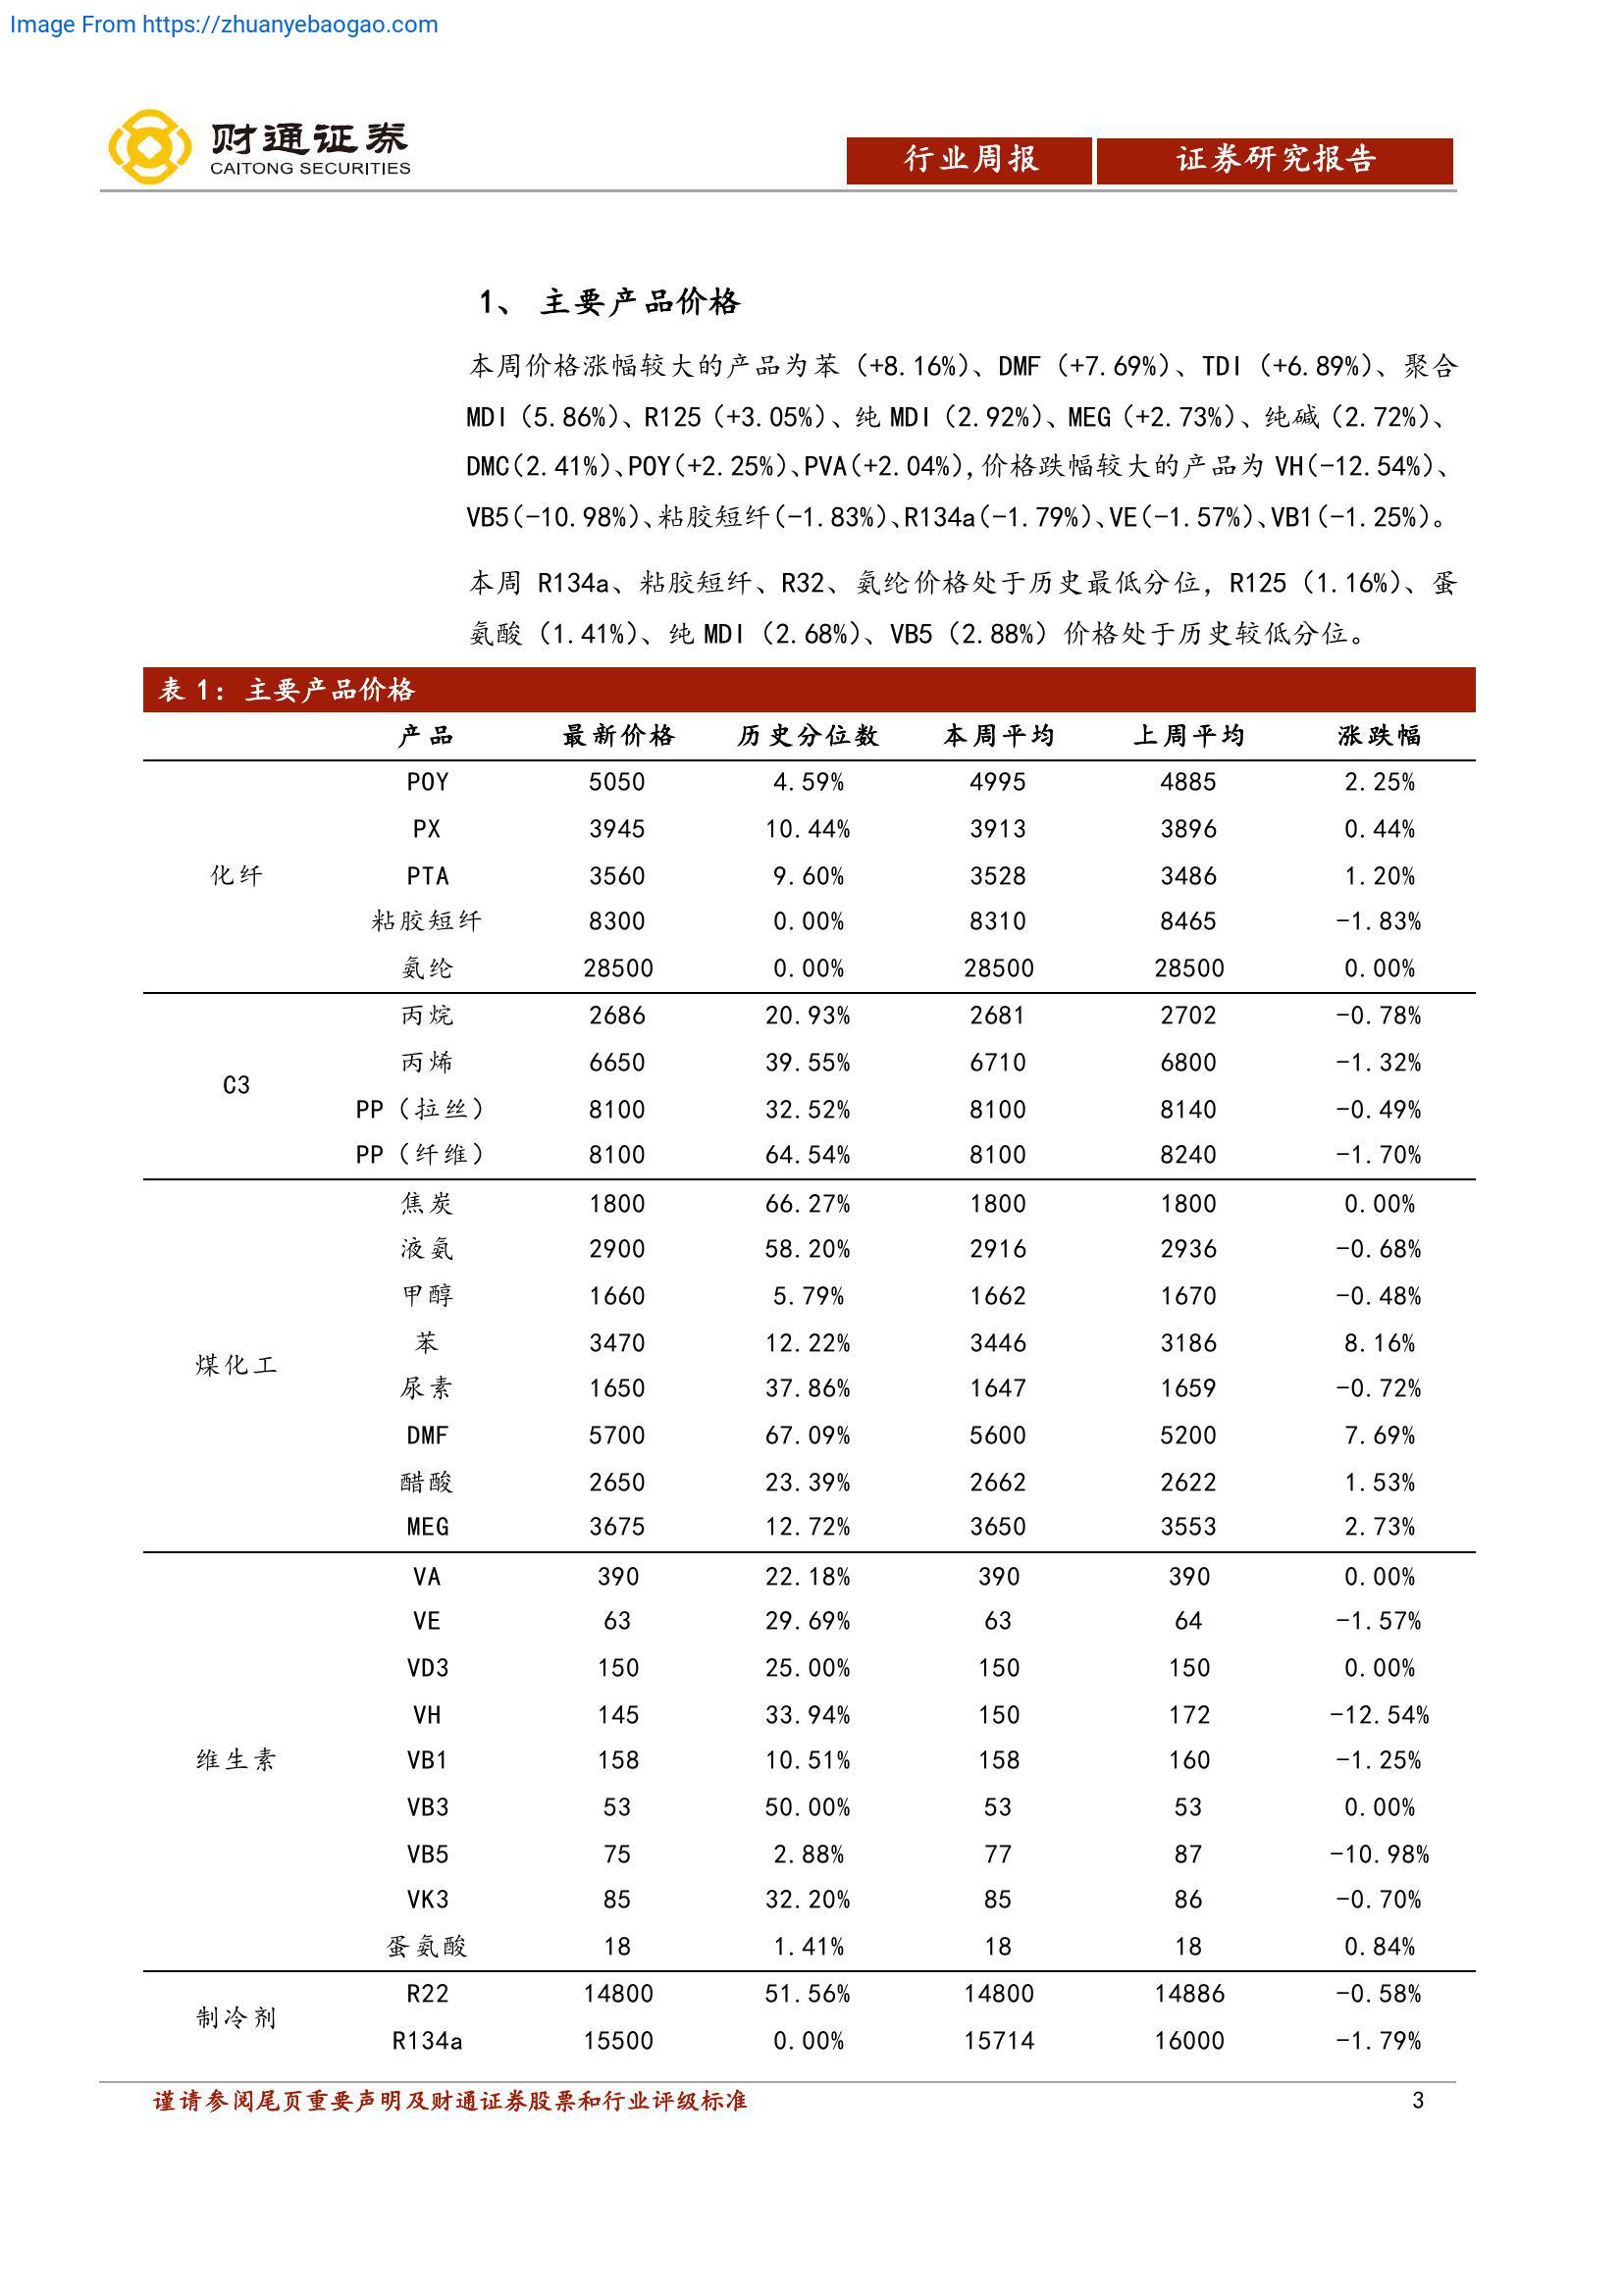 Image From https://zhuanyebaogao.com
财通证券
CAITONG SECURITIES
行业周报 证券研究报告
1、 主要产品价格
本周价格涨幅较大的产品为苯（+8.16%）、DMF（+7.69%）、TDI（+6.89%）、聚合
MDI（5.86%）、R125（+3.05%）、纯MDI（2.92%）、MEG（+2.73%）、纯碱（2.72%）、
DMC(2.41%)、POY(+2.25%)、PVA(+2.04%),价格跌幅较大的产品为 VH(-12.54%)、
VB5(-10.98%)、粘胶短纤(-1.83%)、R134a(-1.79%)、VE(-1.57%)、VB1(-1.25%)。
本周 R134a、粘胶短纤、R32、氨纶价格处于历史最低分位，R125（1.16%）、蛋
氨酸（1.41%）、纯MDI（2.68%）、VB5（2.88%）价格处于历史较低分位。
表 1：主要产品价格
产品 最新价格 历史分位数 本周平均 上周平均 涨跌幅
化纤
POY 5050 4.59% 4995 4885 2.25%
PX 3945 10.44% 3913 3896 0.44%
PTA 3560 9.60% 3528 3486 1.20%
粘胶短纤 8300 0.00% 8310 8465 -1.83%
氨纶 28500 0.00% 28500 28500 0.00%
C3
丙烷 2686 20.93% 2681 2702 -0.78%
丙烯 6650 39.55% 6710 6800 -1.32%
PP（拉丝） 8100 32.52% 8100 8140 -0.49%
PP（纤维） 8100 64.54% 8100 8240 -1.70%
煤化工
焦炭 1800 66.27% 1800 1800 0.00%
液氨 2900 58.20% 2916 2936 -0.68%
甲醇 1660 5.79% 1662 1670 -0.48%
苯 3470 12.22% 3446 3186 8.16%
尿素 1650 37.86% 1647 1659 -0.72%
DMF 5700 67.09% 5600 5200 7.69%
醋酸 2650 23.39% 2662 2622 1.53%
MEG 3675 12.72% 3650 3553 2.73%
维生素
VA 390 22.18% 390 390 0.00%
VE 63 29.69% 63 64 -1.57%
VD3 150 25.00% 150 150 0.00%
VH 145 33.94% 150 172 -12.54%
VB1 158 10.51% 158 160 -1.25%
VB3 53 50.00% 53 53 0.00%
VB5 75 2.88% 77 87 -10.98%
VK3 85 32.20% 85 86 -0.70%
蛋氨酸 18 1.41% 18 18 0.84%
制冷剂
R22 14800 51.56% 14800 14886 -0.58%
R134a 15500 0.00% 15714 16000 -1.79%
谨请参阅尾页重要声明及财通证券股票和行业评级标准 3